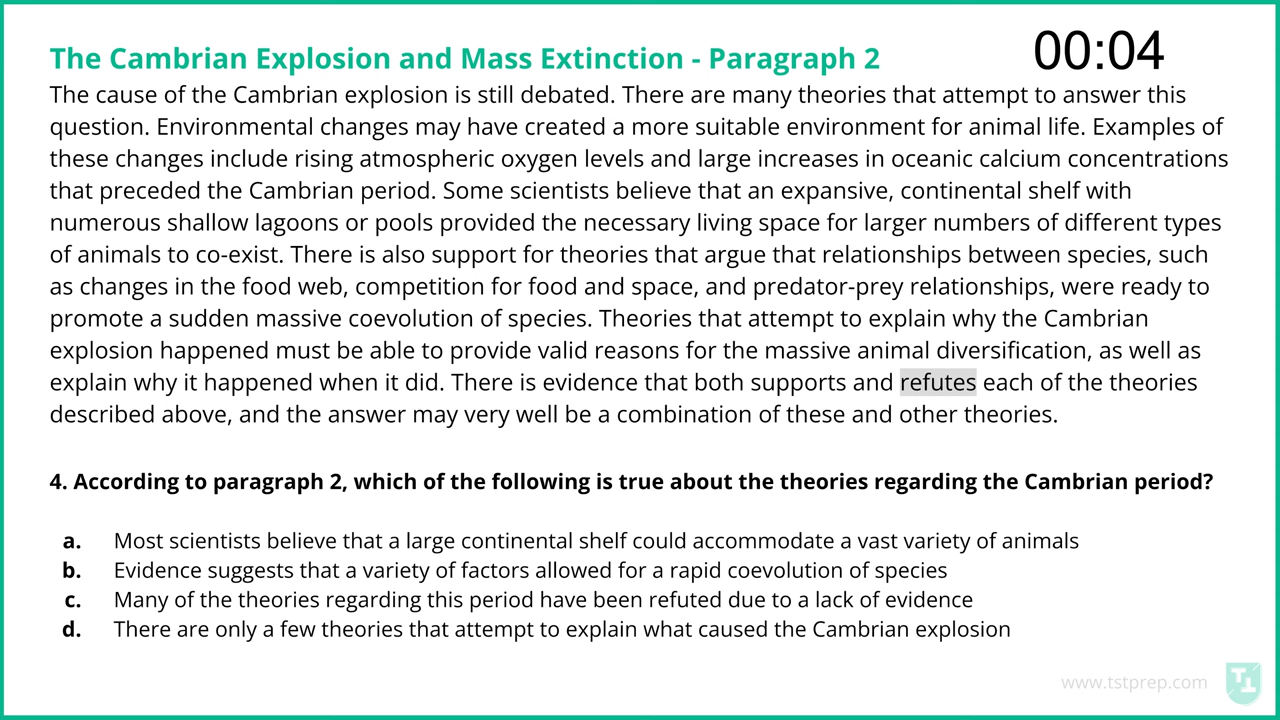 The Cambrian Explosion and Mass Extinction - Paragraph 2
00:04
The cause of the Cambrian explosion is still debated. There are many theories that attempt to answer this
question. Environmental changes may have created a more suitable environment for animal life. Examples of
these changes include rising atmospheric oxygen levels and large increases in oceanic calcium concentrations
that preceded the Cambrian period. Some scientists believe that an expansive, continental shelf with
numerous shallow lagoons or pools provided the necessary living space for larger numbers of different types
of animals to co-exist. There is also support for theories that argue that relationships between species, such
as changes in the food web, competition for food and space, and predator-prey relationships, were ready to
promote a sudden massive coevolution of species. Theories that attempt to explain why the Cambrian
explosion happened must be able to provide valid reasons for the massive animal diversification, as well as
explain why it happened when it did. There is evidence that both supports and refutes each of the theories
described above, and the answer may very well be a combination of these and other theories.
4. According to paragraph 2, which of the following is true about the theories regarding the Cambrian period?
a. Most scientists believe that a large continental shelf could accommodate a vast variety of animals
b. Evidence suggests that a variety of factors allowed for a rapid coevolution of species
c. Many of the theories regarding this period have been refuted due to a lack of evidence
d. There are only a few theories that attempt to explain what caused the Cambrian explosion
www.tstprep.com